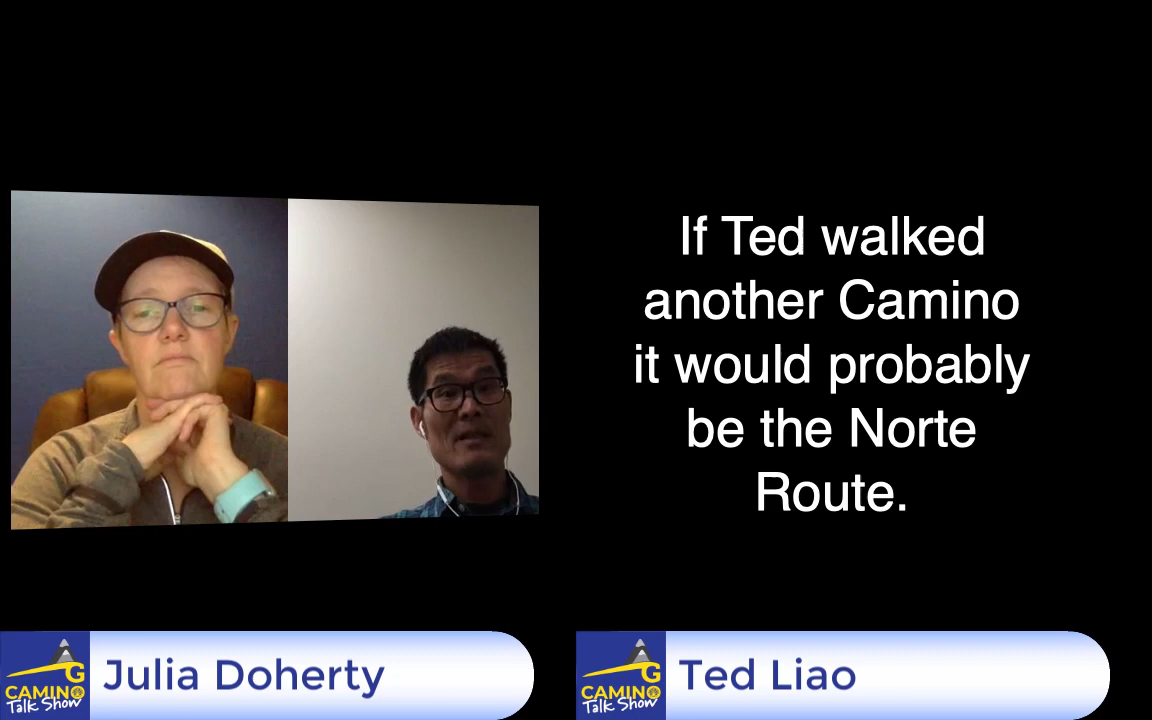 If Ted walked
another Camino
it would probably
be the Norte
Route.
G
CAMINO
Talk Show
Julia Doherty
G
CAMINO
Talk Show
Ted Liao